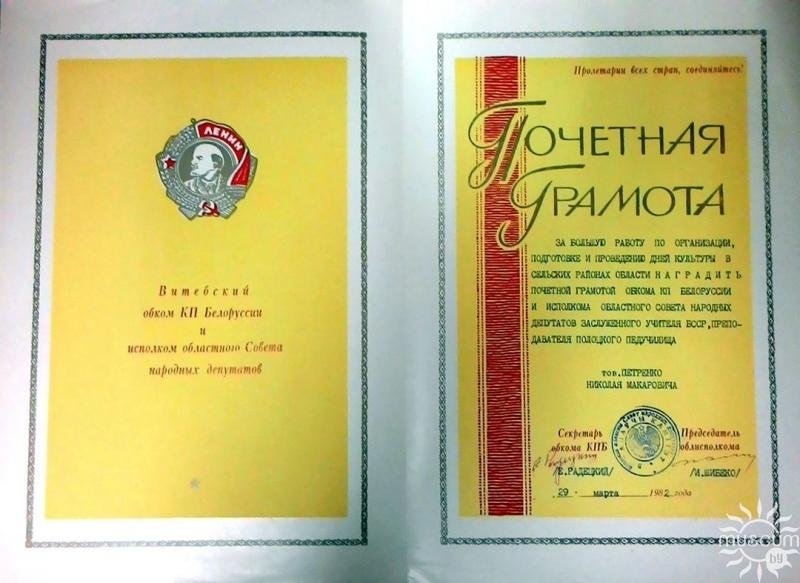 ЛЕНИН
Витебский
обком КП Белоруссии
и
исполком областного Совета
народных депутатов
Пролетарии всех стран, соединяйтесь!
ПОЧЕТНАЯ
ГРАМОТА
ЗА БОЛЬШУЮ РАБОТУ ПО ОРГАНИЗАЦИИ,
ПОДГОТОВКЕ И ПРОВЕДЕНИЮ ДНЕЙ КУЛЬТУРЫ В
СЕЛЬСКИХ РАЙОНАХ ОБЛАСТИ НАГРАДИТЬ
ПОЧЕТНОЙ ГРАМОТОЙ ОБКОМА КП БЕЛОРУССИИ
И ИСПОЛКОМА ОБЛАСТНОГО СОВЕТА НАРОДНЫХ
ДЕПУТАТОВ ЗАСЛУЖЕННОГО УЧИТЕЛЯ БССР, ПРЕПО-
ДАВАТЕЛЯ ПОЛОЦКОГО ПЕДУЧИЛИЩА
тов. ПЕТРЕНКО
НИКОЛАЯ МАКАРОВИЧА
Секретарь Председатель
обкома КПБ облисполкома
/С.РАДЕЦКИЙ/ /И.ШИБЕКО/
29 марта 1982 года
museum
by